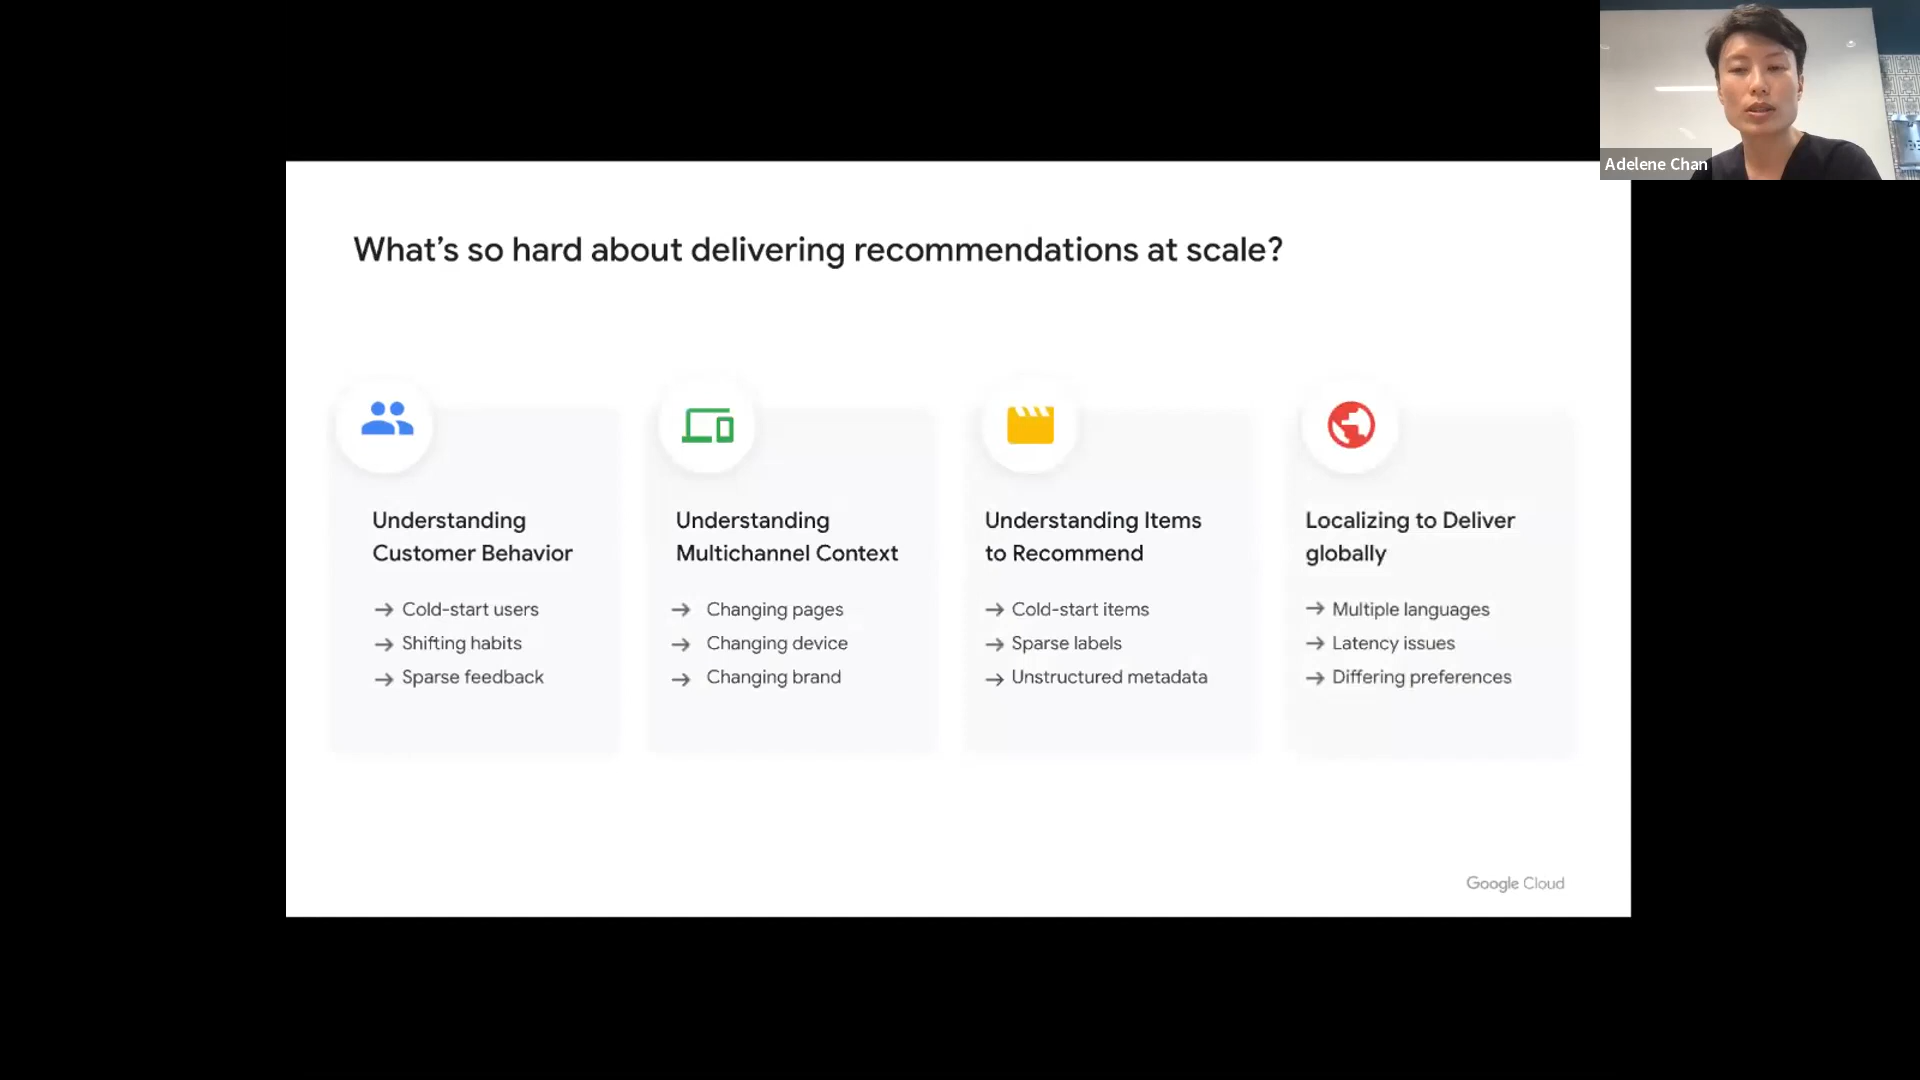 Adelene Chan
What's so hard about delivering recommendations at scale?
Understanding
Customer Behavior
→ Cold-start users
→ Shifting habits
→ Sparse feedback
Understanding
Multichannel Context
→ Changing pages
→ Changing device
→ Changing brand
Understanding Items
to Recommend
→ Cold-start items
→ Sparse labels
→ Unstructured metadata
Localizing to Deliver
globally
→ Multiple languages
→ Latency issues
→ Differing preferences
Google Cloud